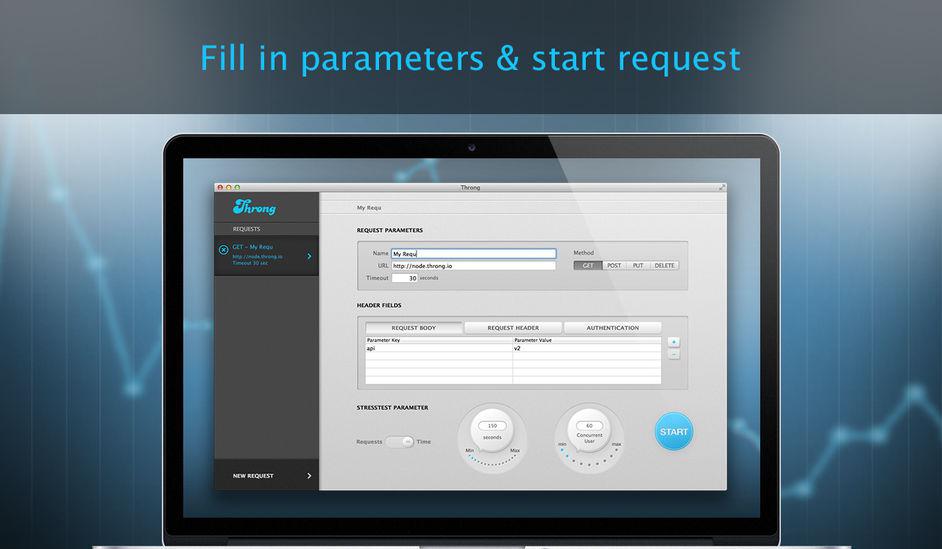 Fill in parameters & start request
Throng
Throng
REQUESTS
GET - My Requ
http://node.throng.io
Timeout 30 sec
NEW REQUEST
My Requ
REQUEST PARAMETERS
Name My Requ
Method
URL http://node.throng.io
GET POST PUT DELETE
Timeout 30 seconds
HEADER FIELDS
REQUEST BODY REQUEST HEADER AUTHENTICATION
Parameter Key Parameter Value
api v2
+
-
STRESSTEST PARAMETER
Requests Time
150
seconds
Min Max
60
Concurrent
User
min max
START